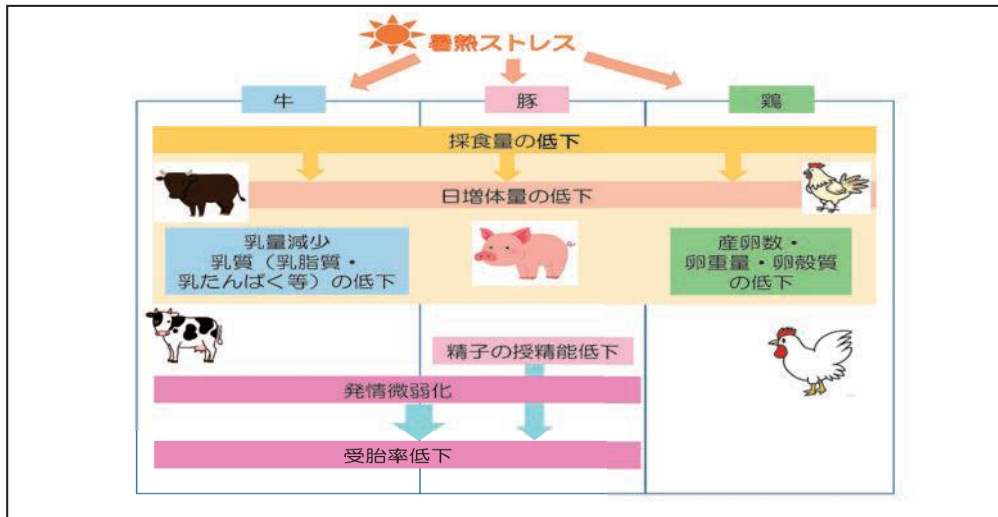 暑熱ストレス
牛
豚
鶏
採食量の低下
日増体量の低下
乳量減少
乳質（乳脂質・
乳たんぱく等）の低下
産卵数・
卵重量・卵殻質
の低下
精子の授精能低下
発情微弱化
受胎率低下